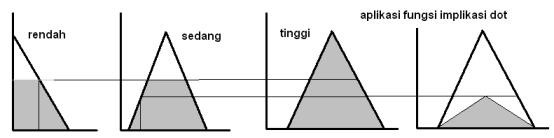 aplikasi fungsi implikasi dot
rendah
sedang
tinggi